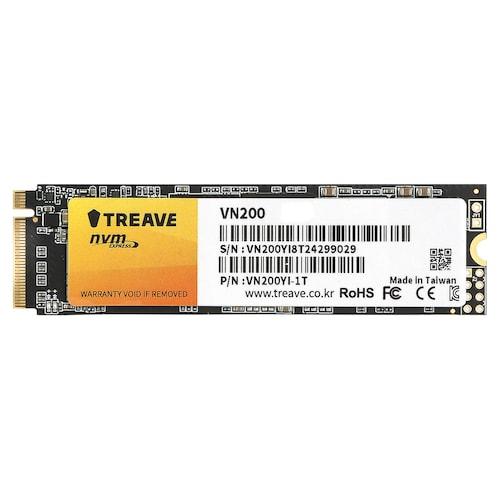 TREAVE
nvm
EXPRESS
WARRANTY VOID IF REMOVED
VN200
S/N : VN200YI8T24299029
P/N : VN200YI-1T
www.treave.co.kr RoHS FC CE
Made in Taiwan